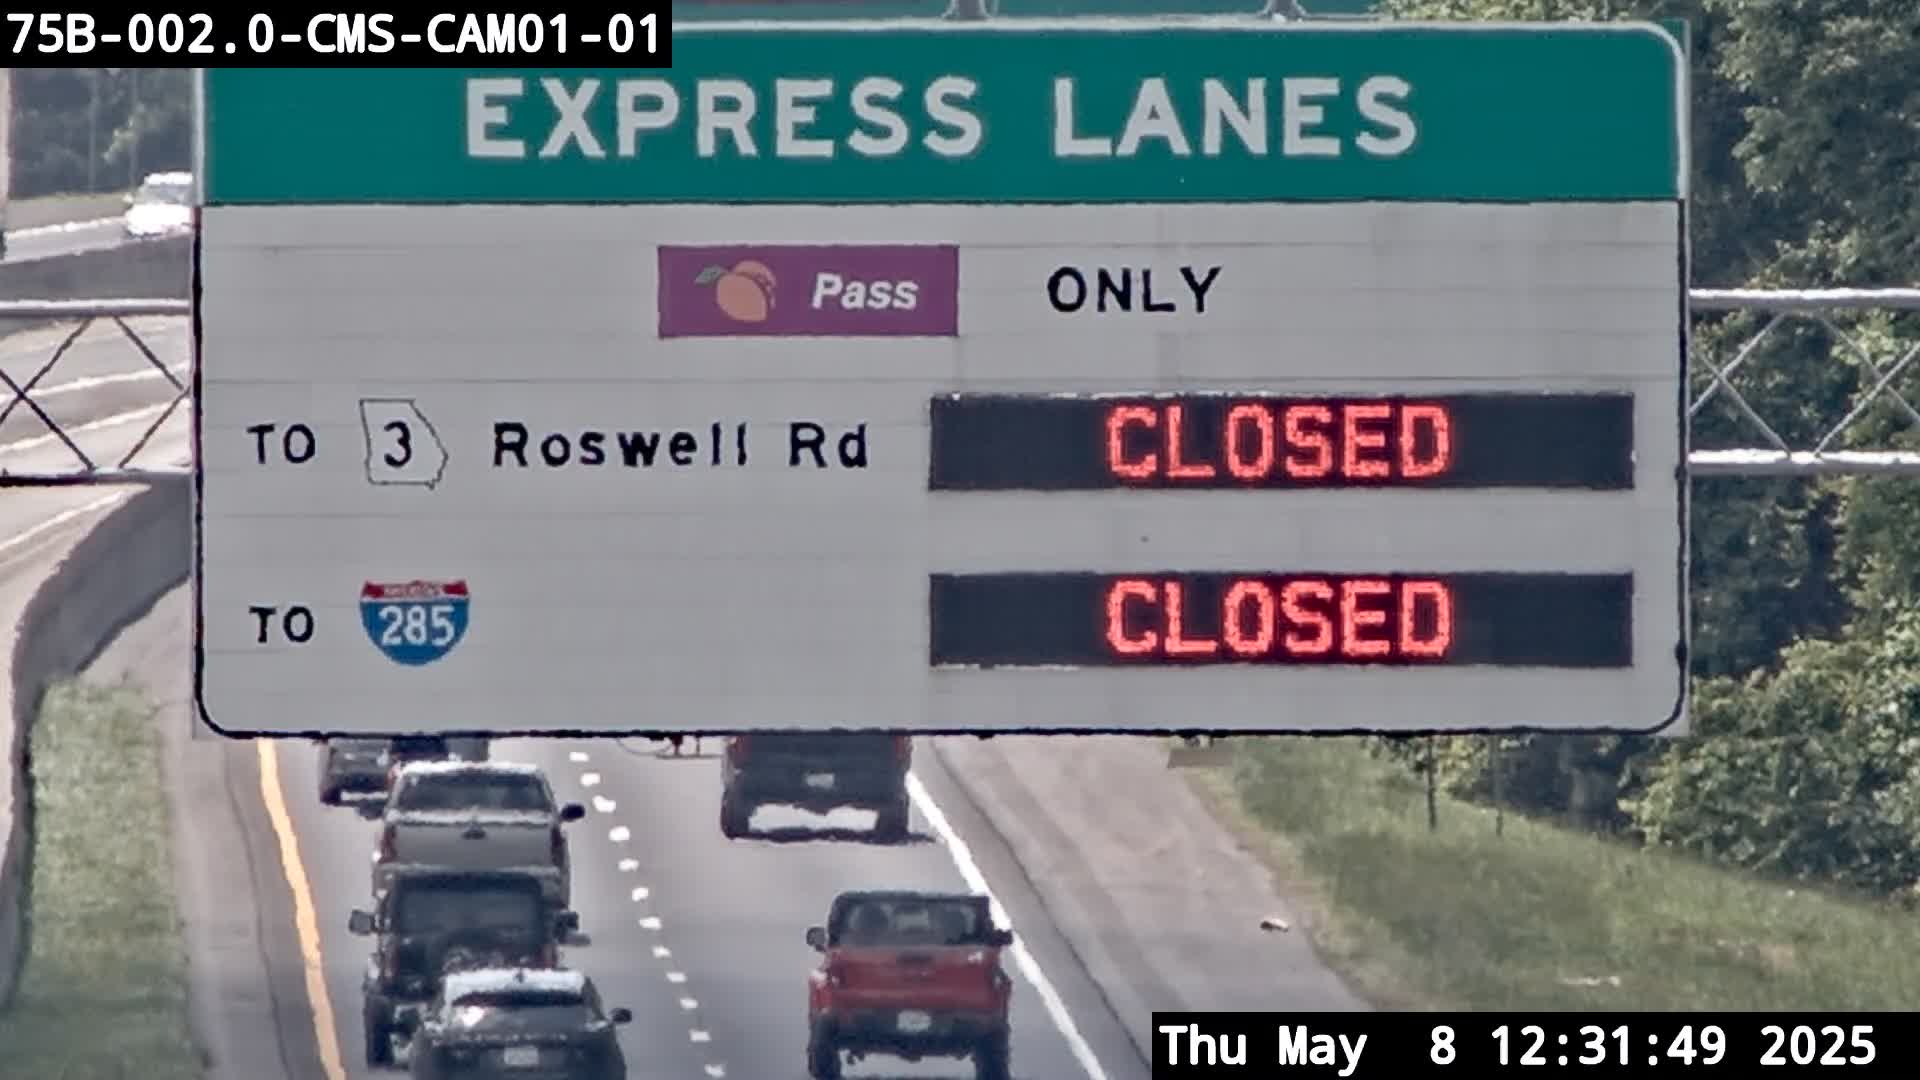 75B-002.0-CMS-CAM01-01
EXPRESS LANES
Pass ONLY
TO 3 Roswell Rd CLOSED
TO 285 CLOSED
Thu May 8 12:31:49 2025